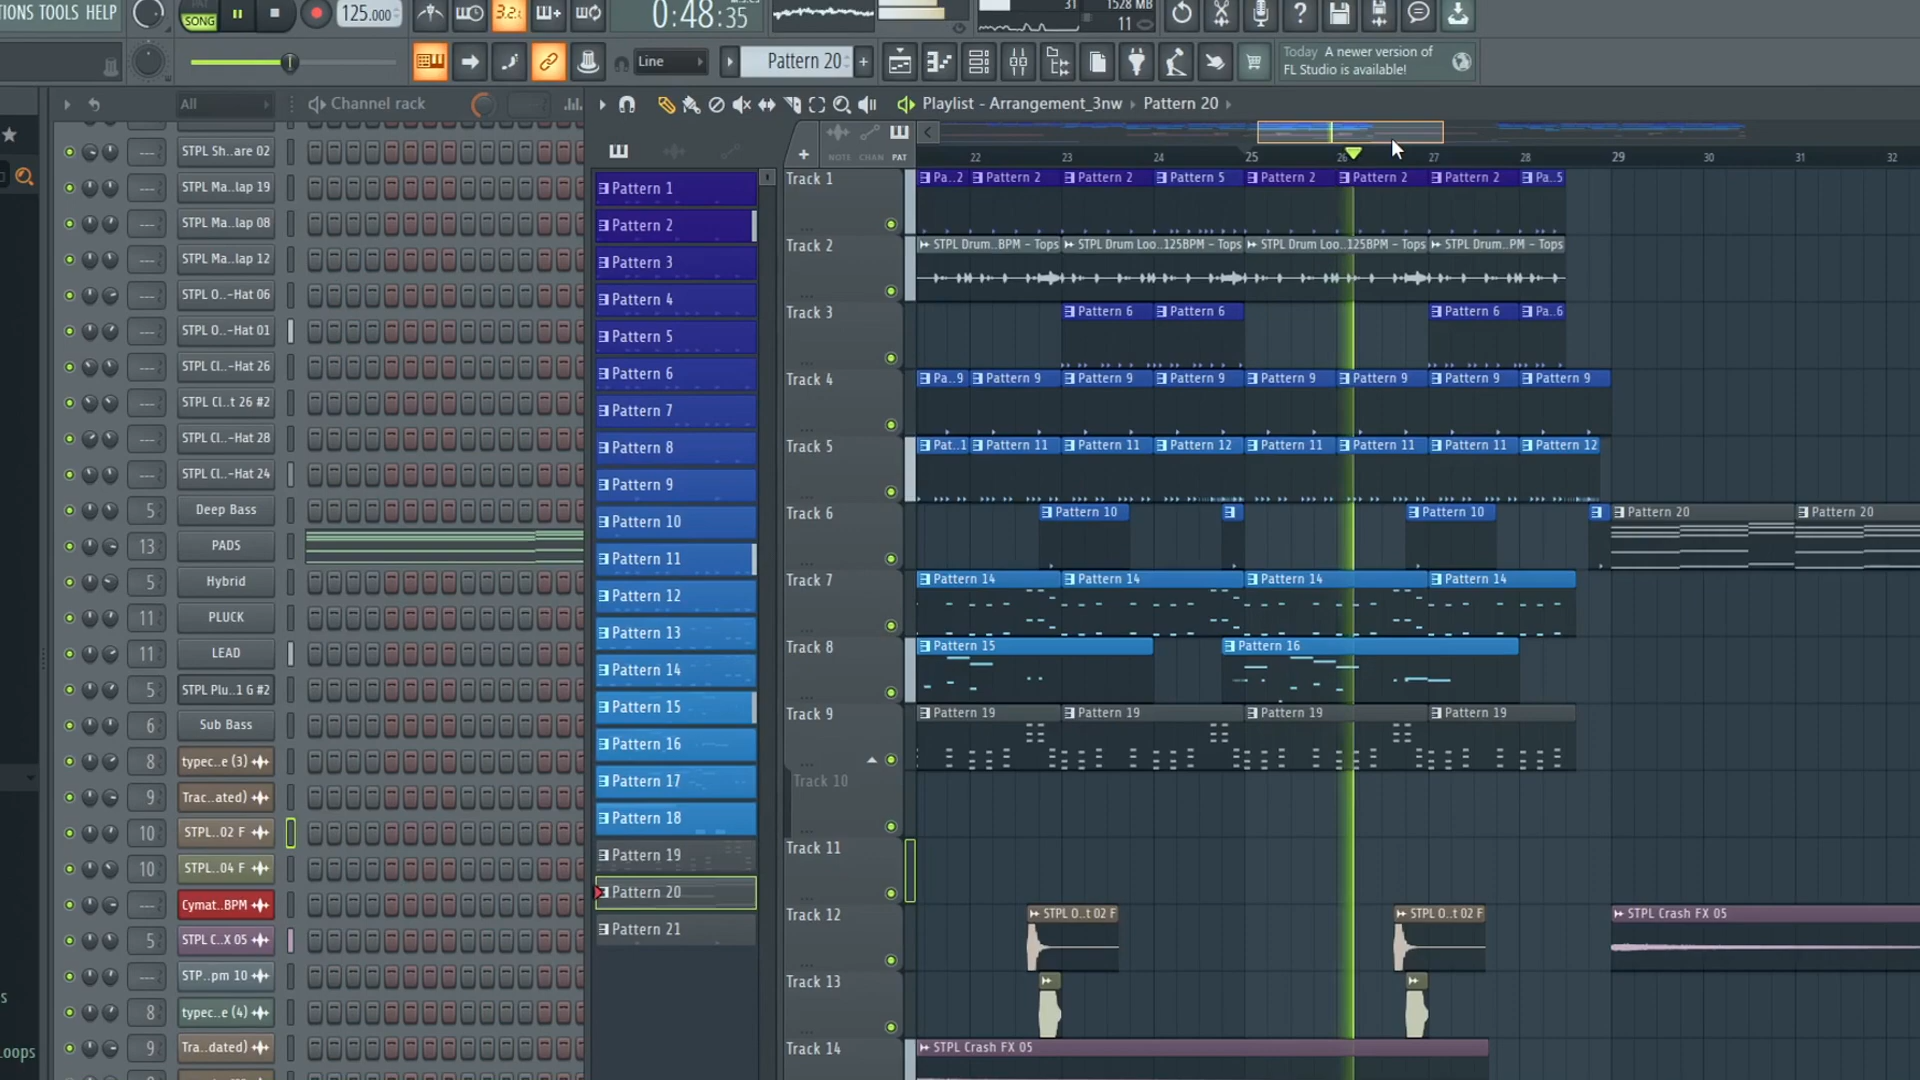 IONS TOOLS HELP
SONG
125.000
3.2.
0:48:35
31
1528 MB
11
Line
Pattern 20
Today A newer version of
FL Studio is available!
All
Channel rack
Playlist - Arrangement_3nw
Pattern 20
NOTE CHAN PAT
22 23 24 25 26 27 28 29 30 31 32
STPL Sh..are 02
STPL Ma..lap 19
STPL Ma..lap 08
STPL Ma..lap 12
STPL O..-Hat 06
STPL O..-Hat 01
STPL Cl..-Hat 26
STPL Cl..t 26 #2
STPL Cl..-Hat 28
STPL Cl..-Hat 24
5 Deep Bass
13 PADS
5 Hybrid
11 PLUCK
11 LEAD
5 STPL Plu..1 G #2
6 Sub Bass
8 typec..e (3)
9 Trac..ated)
10 STPL..02 F
10 STPL..04 F
Cymat..BPM
5 STPL C..X 05
STP..pm 10
8 typec..e (4)
9 Tra..dated)
s
oops
Pattern 1
Pattern 2
Pattern 3
Pattern 4
Pattern 5
Pattern 6
Pattern 7
Pattern 8
Pattern 9
Pattern 10
Pattern 11
Pattern 12
Pattern 13
Pattern 14
Pattern 15
Pattern 16
Pattern 17
Pattern 18
Pattern 19
Pattern 20
Pattern 21
Track 1
Pa..2 Pattern 2 Pattern 2 Pattern 5 Pattern 2 Pattern 2 Pattern 2 Pa..5
Track 2
STPL Drum..BPM - Tops STPL Drum Loo..125BPM - Tops STPL Drum Loo..125BPM - Tops STPL Drum..PM - Tops
Track 3
Pattern 6 Pattern 6 Pattern 6 Pa..6
Track 4
Pa..9 Pattern 9 Pattern 9 Pattern 9 Pattern 9 Pattern 9 Pattern 9 Pattern 9
Track 5
Pat..1 Pattern 11 Pattern 11 Pattern 12 Pattern 11 Pattern 11 Pattern 11 Pattern 12
Track 6
Pattern 10 Pattern 10 Pattern 20 Pattern 20
Track 7
Pattern 14 Pattern 14 Pattern 14 Pattern 14
Track 8
Pattern 15 Pattern 16
Track 9
Pattern 19 Pattern 19 Pattern 19 Pattern 19
Track 10
Track 11
Track 12
STPL O..t 02 F STPL O..t 02 F STPL Crash FX 05
Track 13
Track 14
STPL Crash FX 05